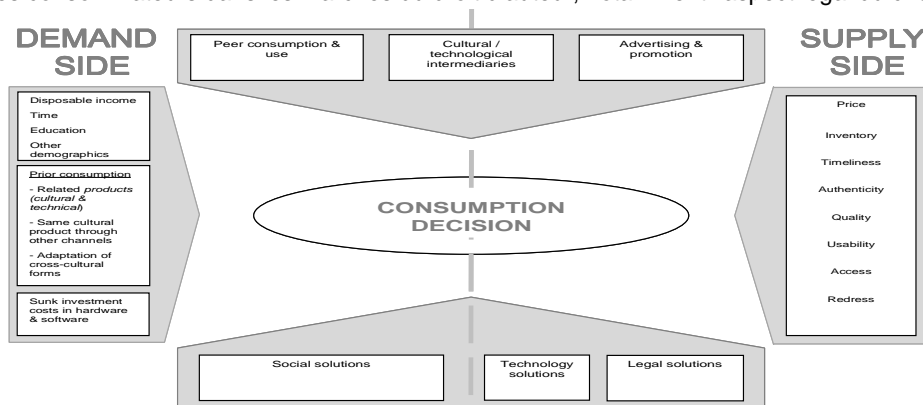 DEMAND
SIDE
SUPPLY
SIDE
Peer consumption &
use
Cultural /
technological
intermediaries
Advertising &
promotion
Disposable income
Time
Education
Other
demographics
Prior consumption
- Related products
(cultural &
technical)
- Same cultural
product through
other channels
- Adaptation of
cross-cultural
forms
Sunk investment
costs in hardware
& software
CONSUMPTION
DECISION
Price
Inventory
Timeliness
Authenticity
Quality
Usability
Access
Redress
Social solutions
Technology
solutions
Legal solutions